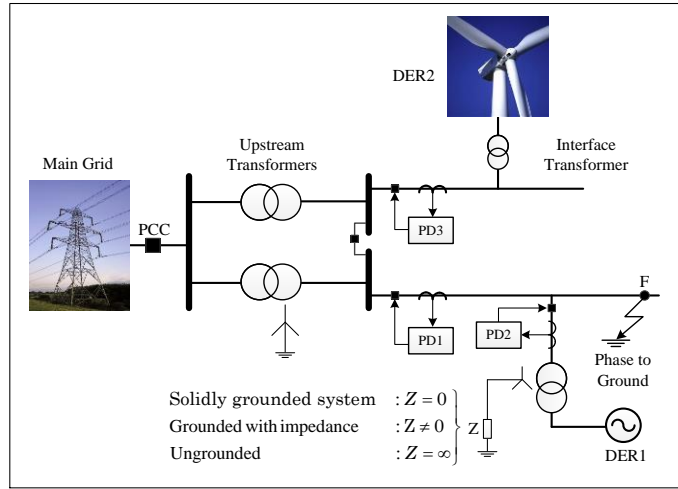 DER2
Upstream
Transformers
Interface
Transformer
Main Grid
PCC
PD3
F
PD1
PD2
Phase to
Ground
Solidly grounded system : Z = 0
Grounded with impedance : Z ≠ 0
Ungrounded : Z = ∞
Z
DER1